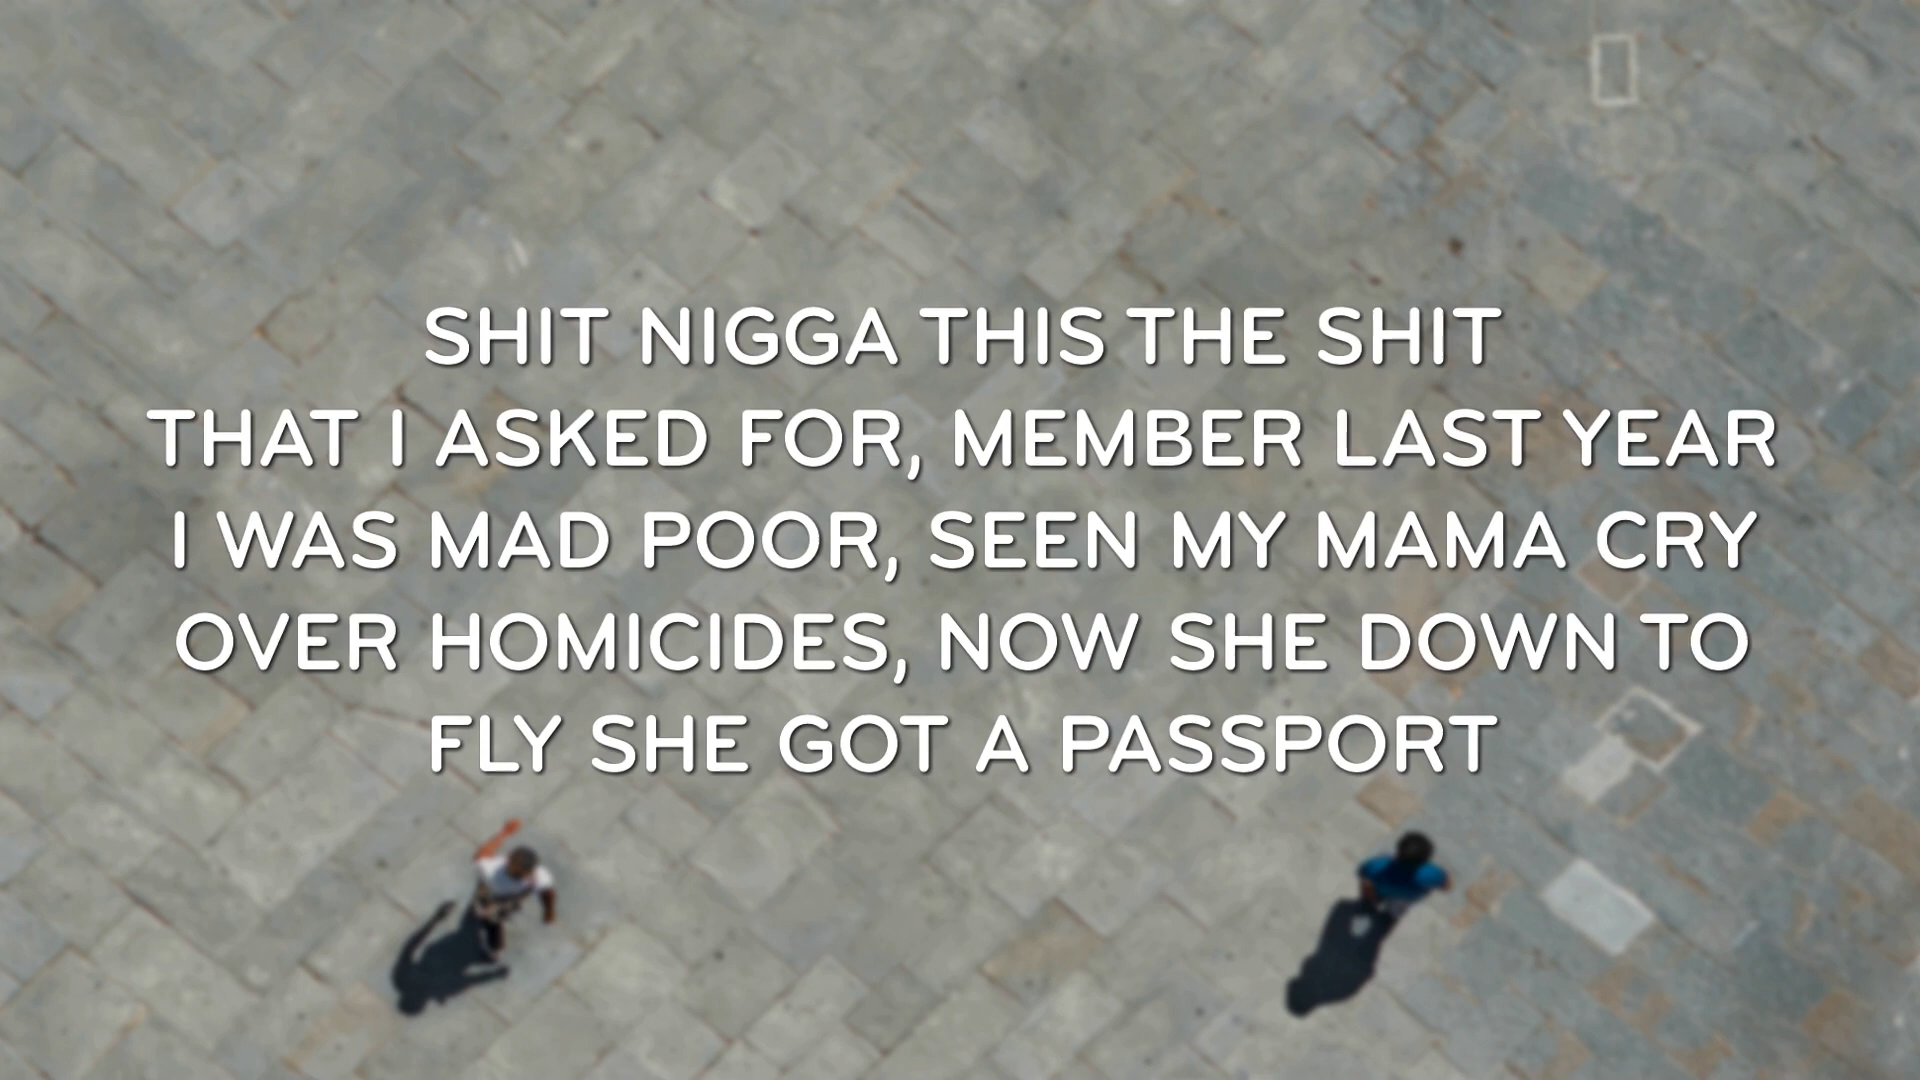 SHIT NIGGA THIS THE SHIT
THAT I ASKED FOR, MEMBER LAST YEAR
I WAS MAD POOR, SEEN MY MAMA CRY
OVER HOMICIDES, NOW SHE DOWN TO
FLY SHE GOT A PASSPORT